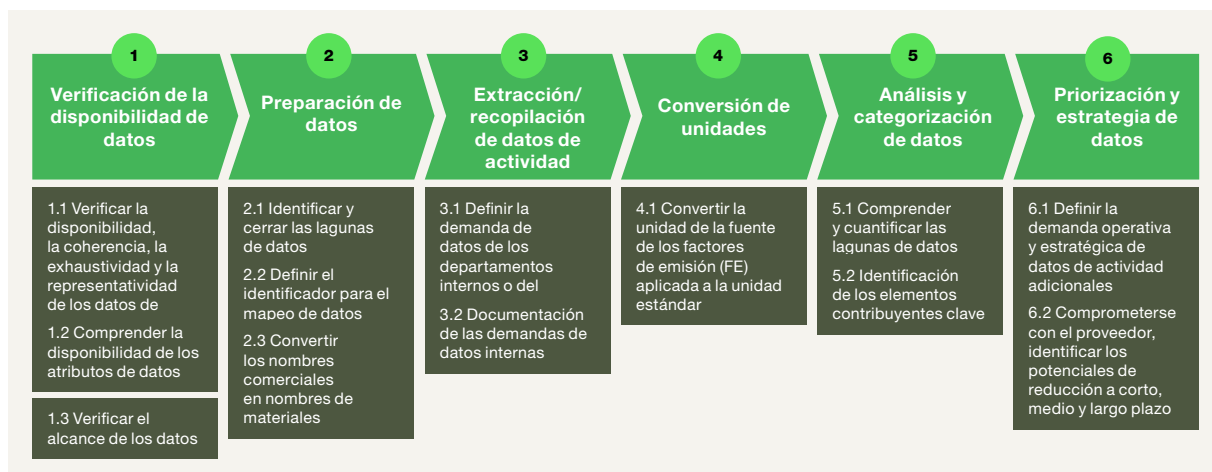 1
Verificación de la
disponibilidad de
datos
1.1 Verificar la
disponibilidad,
la coherencia, la
exhaustividad y la
representatividad
de los datos de
1.2 Comprender la
disponibilidad de los
atributos de datos
1.3 Verificar el
alcance de los datos
2
Preparación de
datos
2.1 Identificar y
cerrar las lagunas
de datos
2.2 Definir el
identificador para el
mapeo de datos
2.3 Convertir
los nombres
comerciales
en nombres de
materiales
3
Extracción/
recopilación
de datos de
actividad
3.1 Definir la
demanda de
datos de los
departamentos
internos o del
3.2 Documentación
de las demandas de
datos internas
4
Conversión de
unidades
4.1 Convertir la
unidad de la fuente
de los factores
de emisión (FE)
aplicada a la unidad
estándar
5
Análisis y
categorización
de datos
5.1 Comprender
y cuantificar las
lagunas de datos
5.2 Identificación
de los elementos
contribuyentes clave
6
Priorización y
estrategia de
datos
6.1 Definir la
demanda operativa
y estratégica de
datos de actividad
adicionales
6.2 Comprometerse
con el proveedor,
identificar los
potenciales de
reducción a corto,
medio y largo plazo